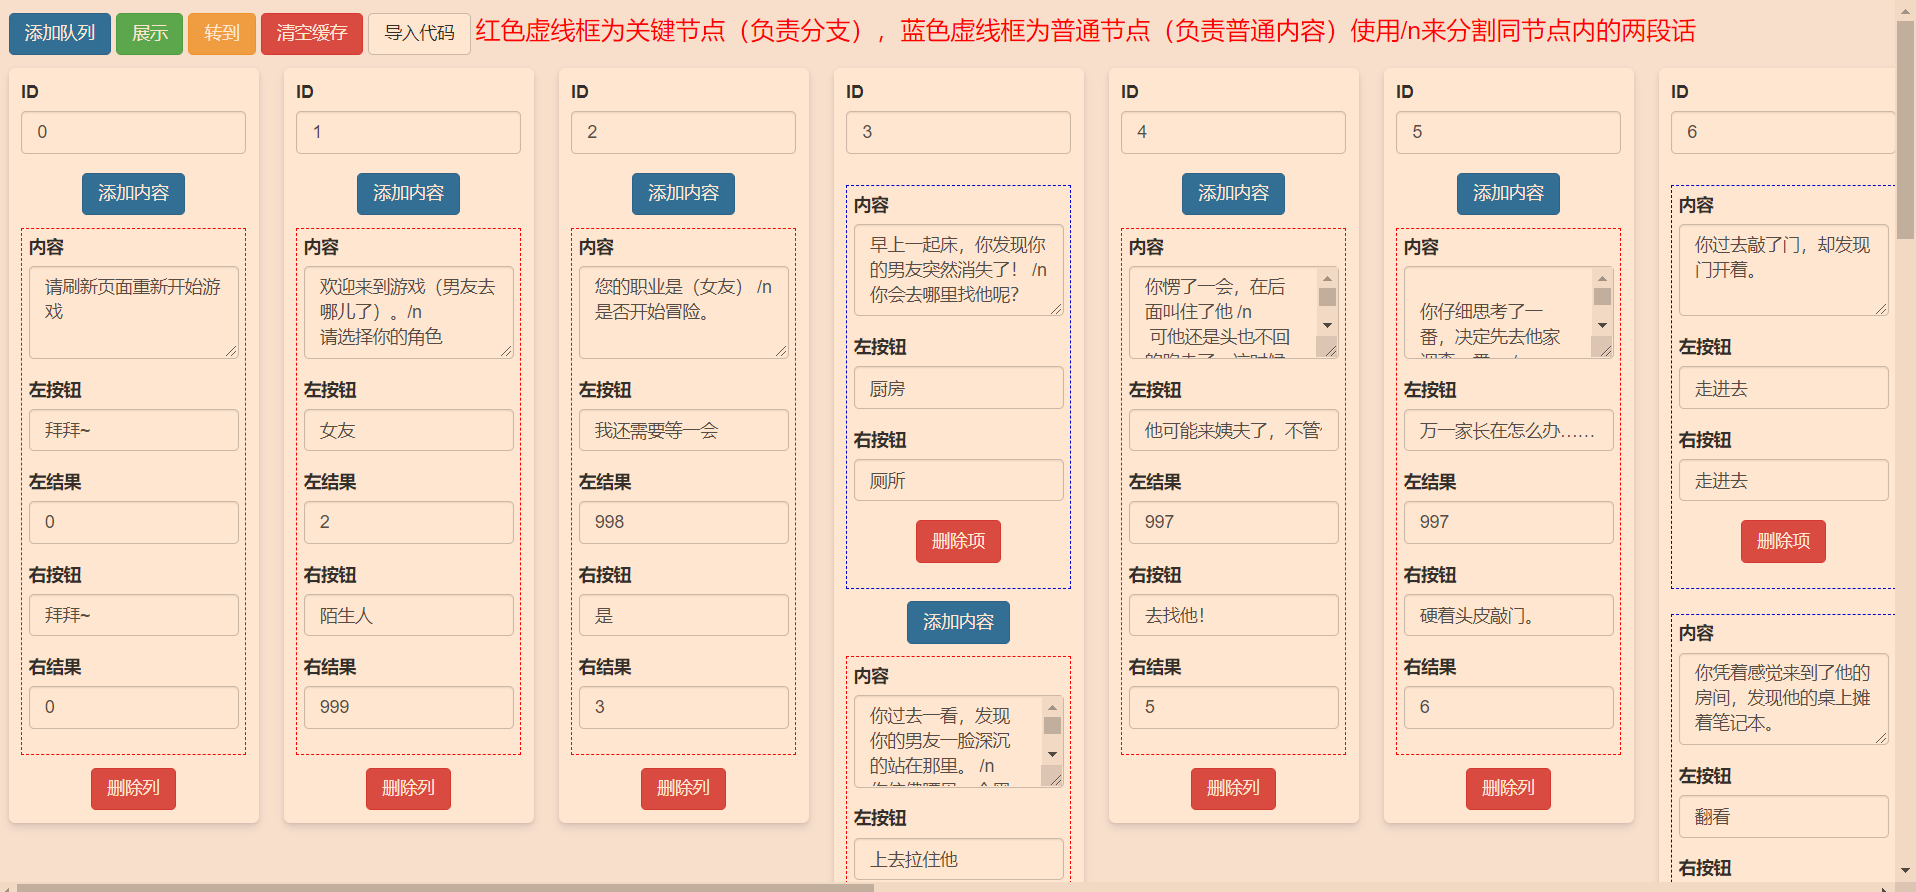 添加队列 展示 转到 清空缓存 导入代码 红色虚线框为关键节点（负责分支），蓝色虚线框为普通节点（负责普通内容）使用/n来分割同节点内的两段话
ID
0
添加内容
内容
请刷新页面重新开始游
戏
左按钮
拜拜~
左结果
0
右按钮
拜拜~
右结果
0
删除列
ID
1
添加内容
内容
欢迎来到游戏（男友去
哪儿了）。/n
请选择你的角色
左按钮
女友
左结果
2
右按钮
陌生人
右结果
999
删除列
ID
2
添加内容
内容
您的职业是（女友） /n
是否开始冒险。
左按钮
我还需要等一会
左结果
998
右按钮
是
右结果
3
删除列
ID
3
内容
早上一起床，你发现你
的男友突然消失了！ /n
你会去哪里找他呢？
左按钮
厨房
右按钮
厕所
删除项
添加内容
内容
你过去一看，发现
你的男友一脸深沉
的站在那里。 /n
左按钮
上去拉住他
ID
4
添加内容
内容
你愣了一会，在后
面叫住了他 /n
可他还是头也不回
左按钮
他可能来姨夫了，不管
左结果
997
右按钮
去找他！
右结果
5
删除列
ID
5
添加内容
内容
你仔细思考了一
番，决定先去他家
左按钮
万一家长在怎么办……
左结果
997
右按钮
硬着头皮敲门。
右结果
6
删除列
ID
6
内容
你过去敲了门，却发现
门开着。
左按钮
走进去
右按钮
走进去
删除项
内容
你凭着感觉来到了他的
房间，发现他的桌上摊
着笔记本。
左按钮
翻看
右按钮